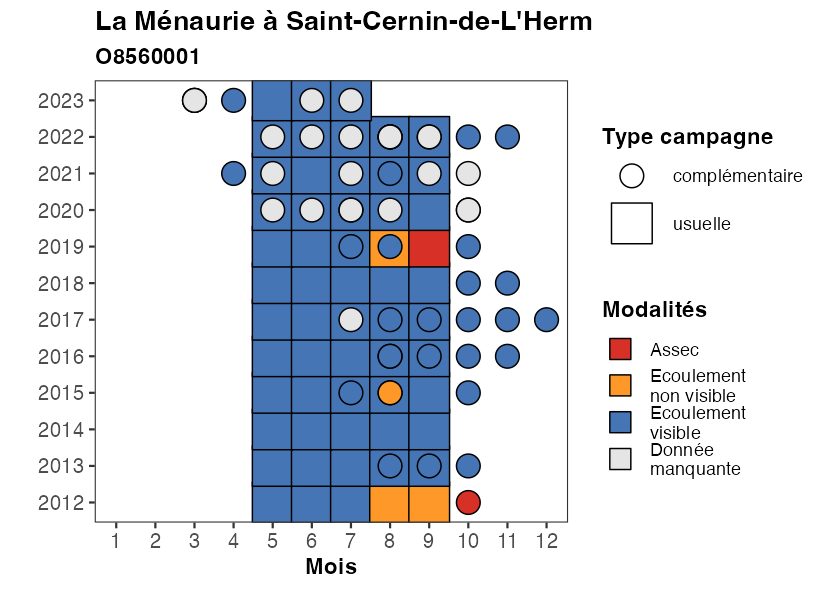 La Ménaurie à Saint-Cernin-de-L'Herm
O8560001
2023
2022
2021
2020
2019
2018
2017
2016
2015
2014
2013
2012
1 2 3 4 5 6 7 8 9 10 11 12
Mois
Type campagne
complémentaire
usuelle
Modalités
Assec
Ecoulement
non visible
Ecoulement
visible
Donnée
manquante